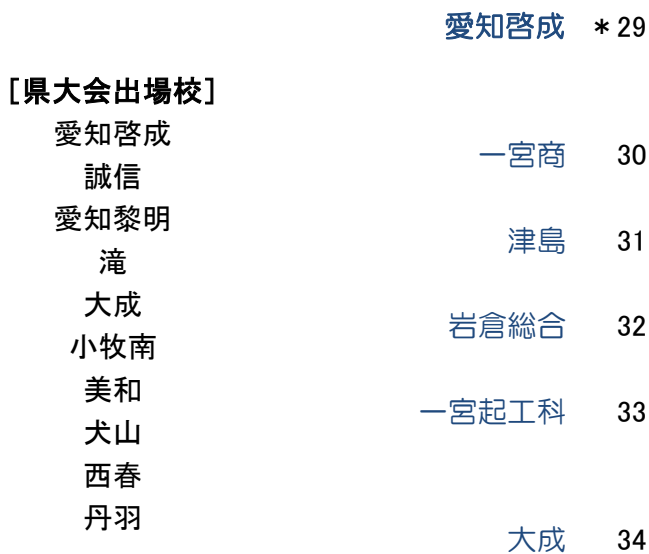 愛知啓成 ＊29
[県大会出場校]
愛知啓成
誠信
愛知黎明
滝
大成
小牧南
美和
犬山
西春
丹羽
一宮商 30
津島 31
岩倉総合 32
一宮起工科 33
大成 34